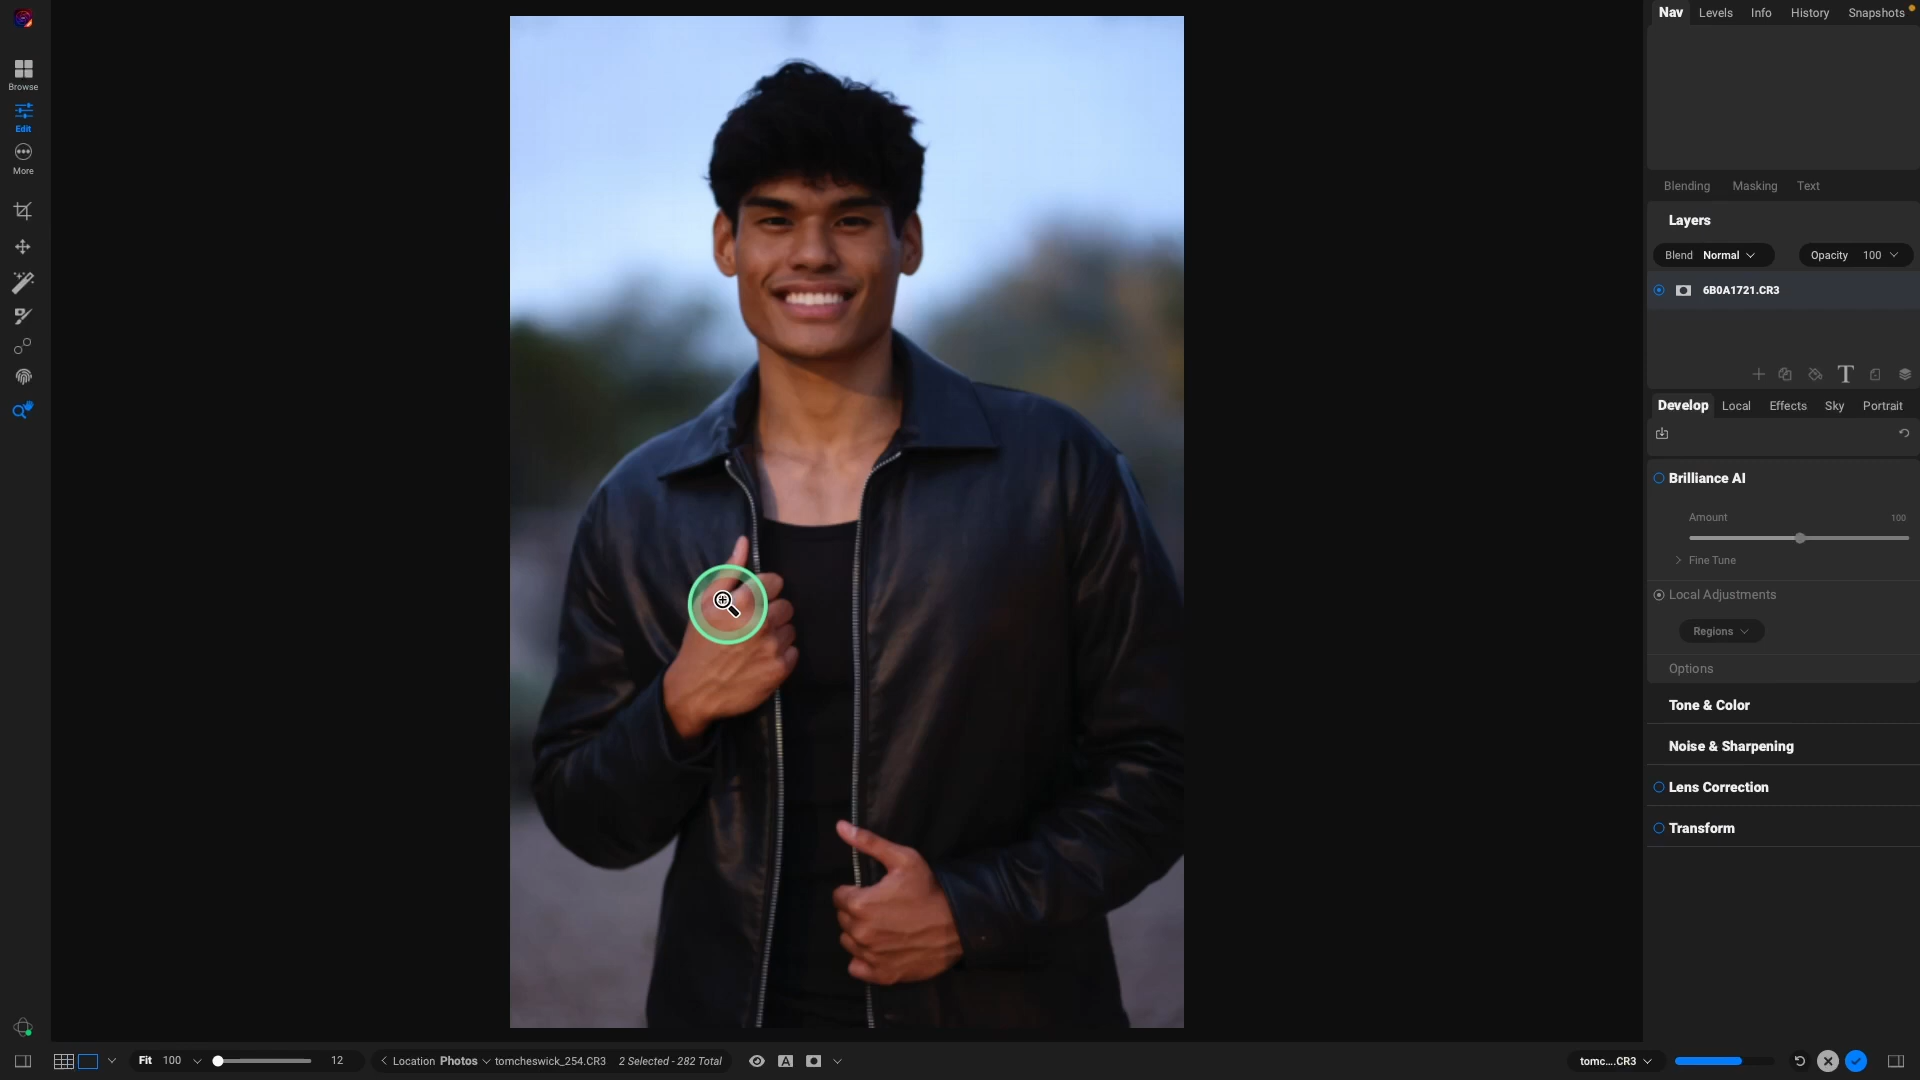 Browse
Edit
More
Nav Levels Info History Snapshots
Blending Masking Text
Layers
Blend Normal Opacity 100
6B0A1721.CR3
T
Develop Local Effects Sky Portrait
Brilliance AI
Amount 100
Fine Tune
Local Adjustments
Regions
Options
Tone & Color
Noise & Sharpening
Lens Correction
Transform
Fit 100 12 Location Photos tomcheswick_254.CR3 2 Selected - 282 Total A tomc....CR3